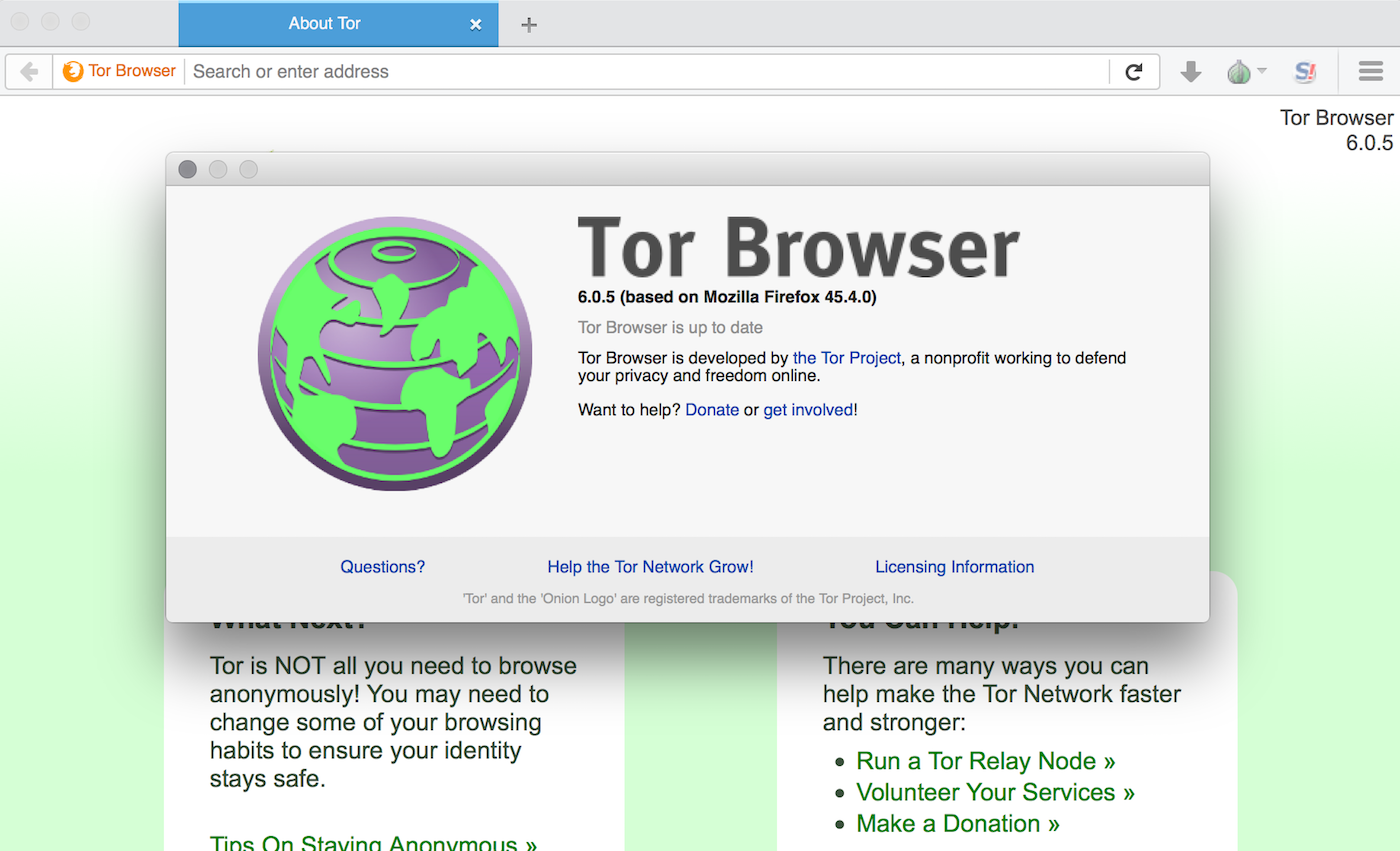 About Tor
Tor Browser
Search or enter address
S!
Tor Browser
6.0.5
Tor Browser
6.0.5 (based on Mozilla Firefox 45.4.0)
Tor Browser is up to date
Tor Browser is developed by the Tor Project, a nonprofit working to defend
your privacy and freedom online.
Want to help? Donate or get involved!
Questions?
Help the Tor Network Grow!
Licensing Information
'Tor' and the 'Onion Logo' are registered trademarks of the Tor Project, Inc.
What Next?
Tor is NOT all you need to browse
anonymously! You may need to
change some of your browsing
habits to ensure your identity
stays safe.
Tips On Staying Anonymous »
You Can Help!
There are many ways you can
help make the Tor Network faster
and stronger:
Run a Tor Relay Node »
Volunteer Your Services »
Make a Donation »